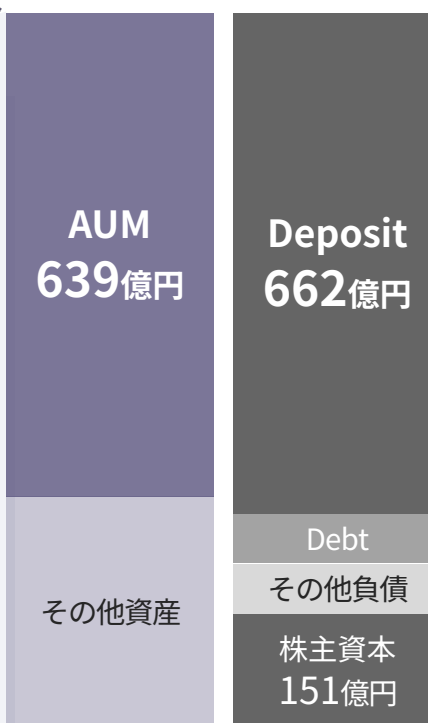 AUM
639億円
その他資産
Deposit
662億円
Debt
その他負債
株主資本
151億円